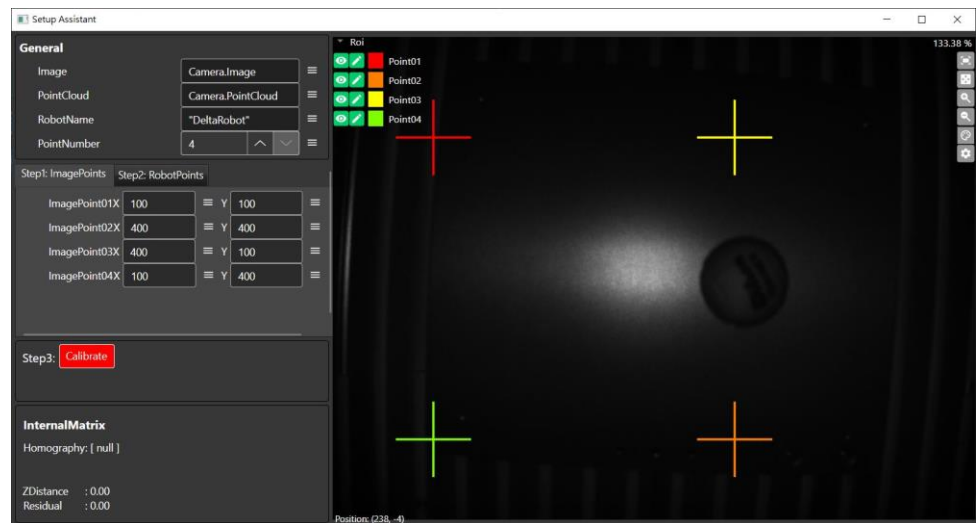 Setup Assistant
General
Image Camera.Image
PointCloud Camera.PointCloud
RobotName "DeltaRobot"
PointNumber 4
Step1: ImagePoints Step2: RobotPoints
ImagePoint01X 100 Y 100
ImagePoint02X 400 Y 400
ImagePoint03X 400 Y 100
ImagePoint04X 100 Y 400
Step3: Calibrate
InternalMatrix
Homography: [ null ]
ZDistance : 0.00
Residual : 0.00
Roi
133.38 %
Point01
Point02
Point03
Point04
Position: (238, -4)